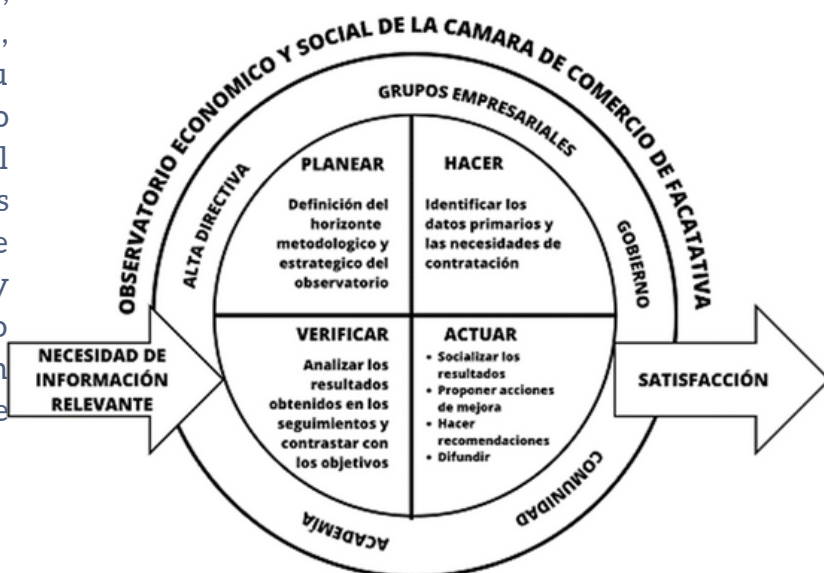 OBSERVATORIO ECONOMICO Y SOCIAL DE LA CAMARA DE COMERCIO DE FACATATIVA
GRUPOS EMPRESARIALES
ALTA DIRECTIVA
GOBIERNO
PLANEAR
Definición del
horizonte
metodologico y
estrategico del
observatorio
HACER
Identificar los
datos primarios y
las necesidades de
contratación
NECESIDAD DE
INFORMACIÓN
RELEVANTE
VERIFICAR
Analizar los
resultados
obtenidos en los
seguimientos y
contrastar con
los objetivos
ACTUAR
• Socializar los
resultados
• Proponer acciones
de mejora
• Hacer
recomendaciones
• Difundir
SATISFACCIÓN
ACADEMÍA
COMUNIDAD